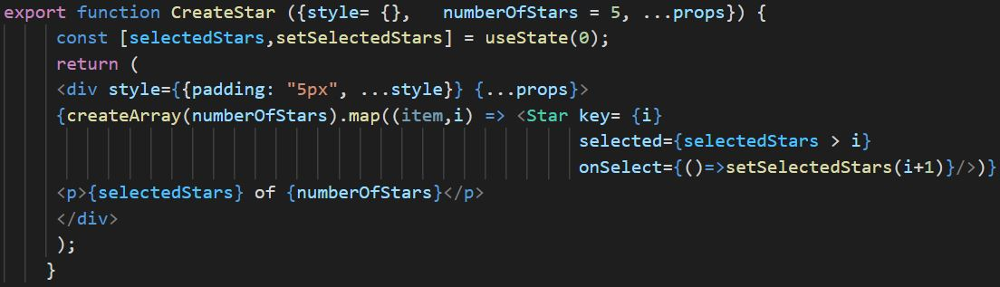 export function CreateStar ({style= {},   numberOfStars = 5, ...props}) {
const [selectedStars,setSelectedStars] = useState(0);
return (
<div style={{padding: "5px", ...style}} {...props}>
{createArray(numberOfStars).map((item,i) => <Star key= {i}
selected={selectedStars > i}
onSelect={()=>setSelectedStars(i+1)}/>)}
<p>{selectedStars} of {numberOfStars}</p>
</div>
);
}